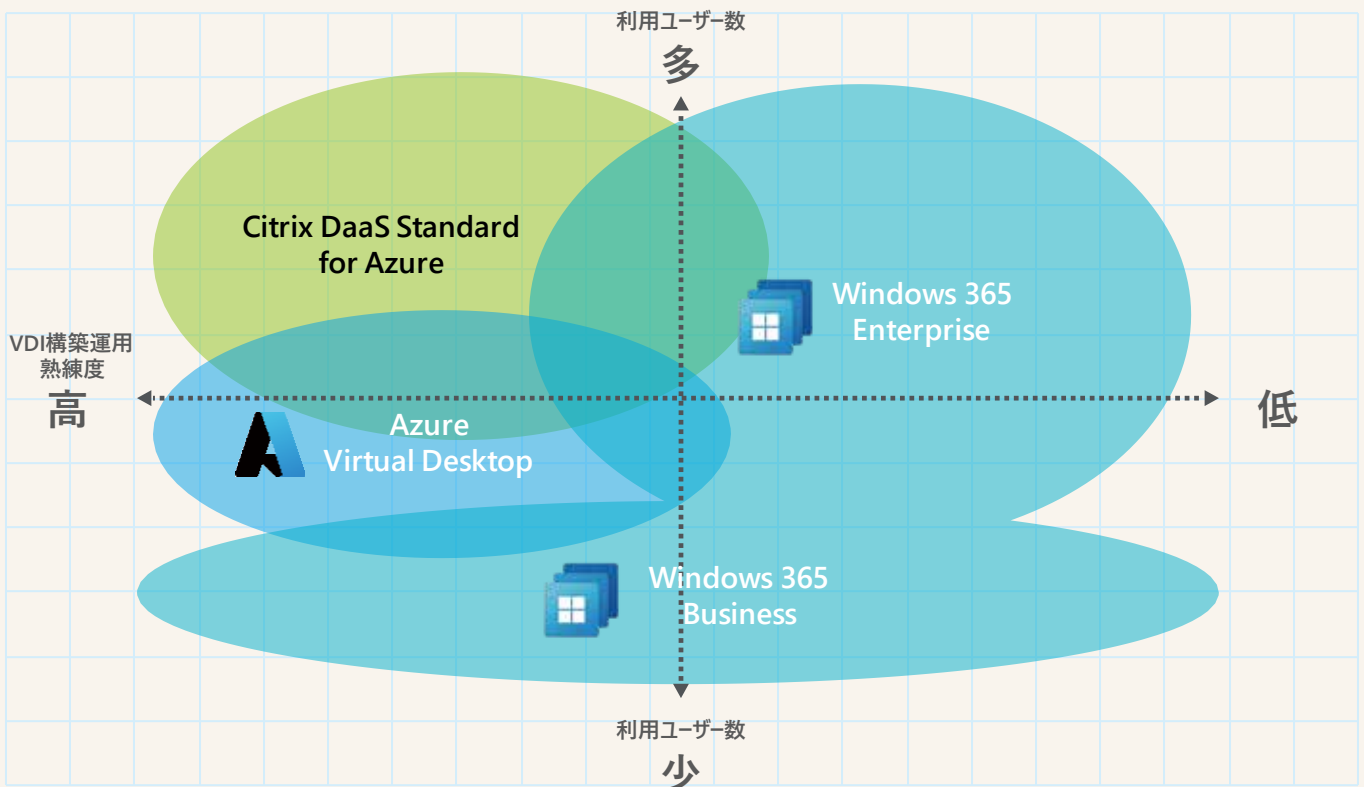 利用ユーザー数
多
Citrix DaaS Standard
for Azure
Windows 365
Enterprise
VDI構築運用
熟練度
高
低
Azure
Virtual Desktop
Windows 365
Business
利用ユーザー数
少